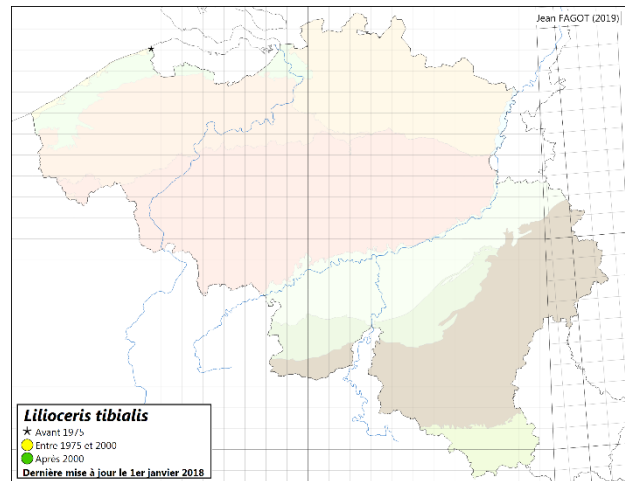 Jean FAGOT (2019)
Lilioceris tibialis
Avant 1975
Entre 1975 et 2000
Après 2000
Dernière mise à jour le 1er janvier 2018